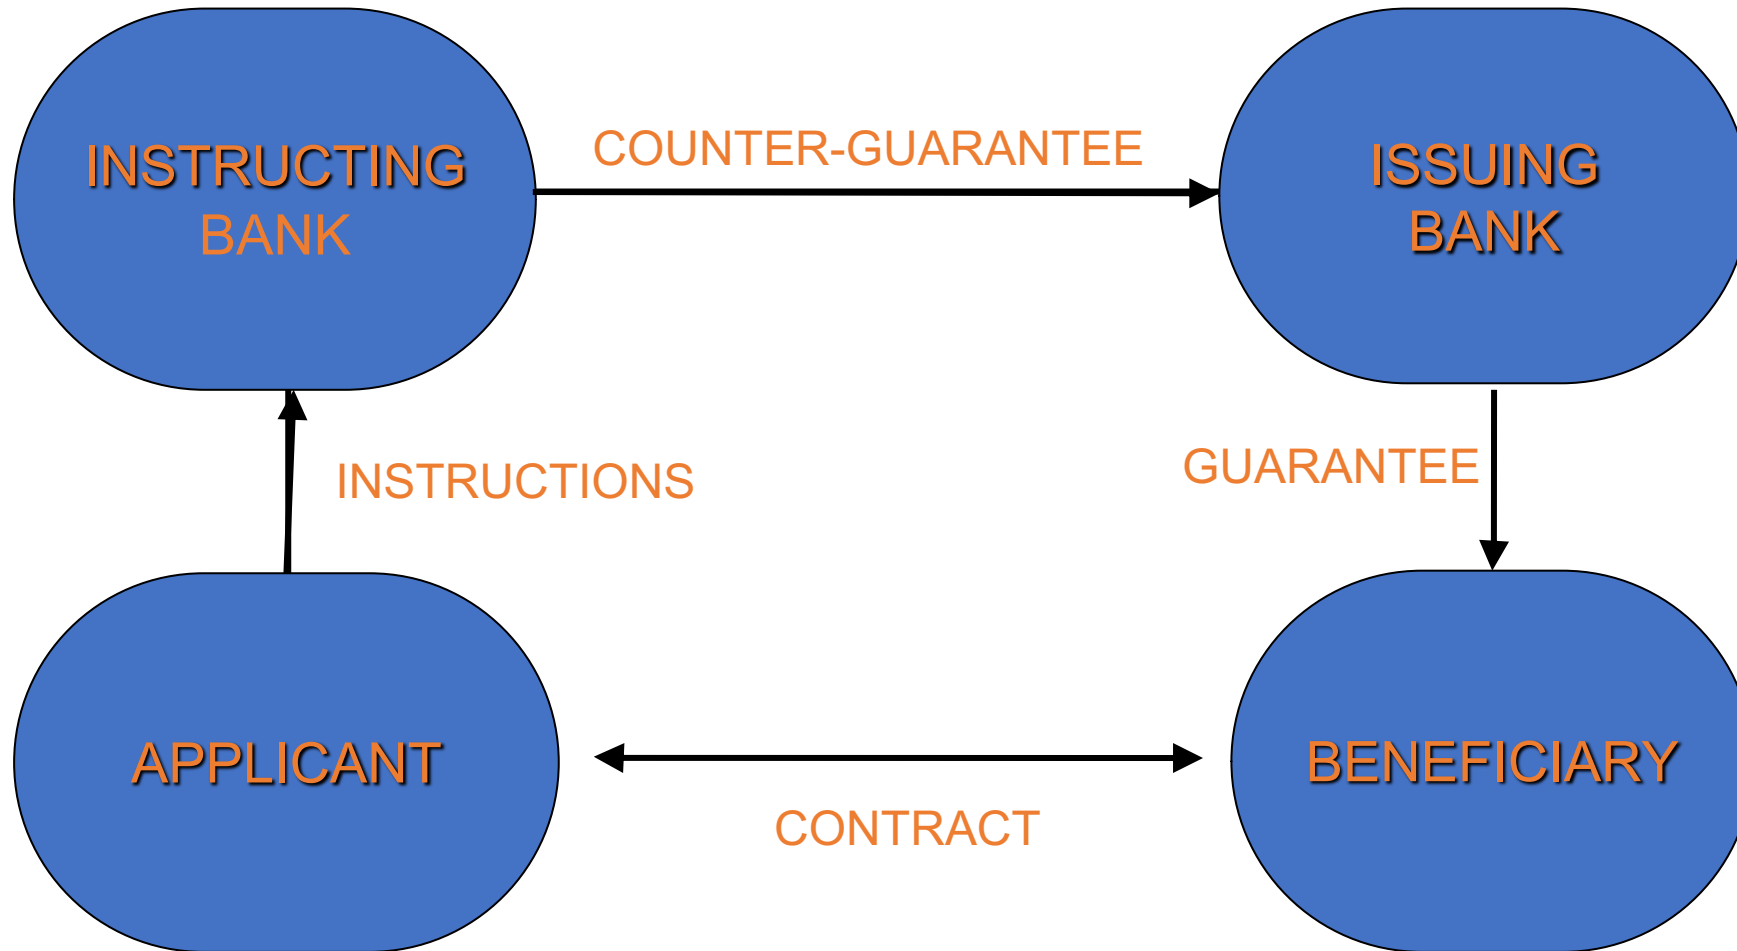 INSTRUCTING
BANK
COUNTER-GUARANTEE
ISSUING
BANK
INSTRUCTIONS
GUARANTEE
APPLICANT
CONTRACT
BENEFICIARY